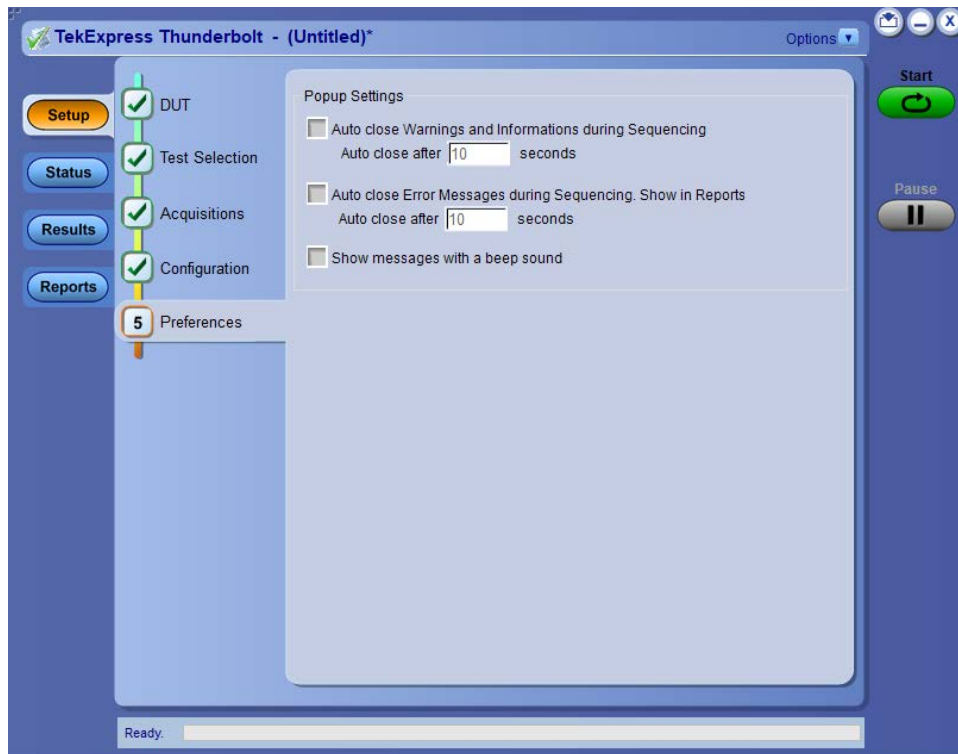 TekExpress Thunderbolt - (Untitled)*
Options
X
Start
Setup
Status
Results
Reports
DUT
Test Selection
Acquisitions
Configuration
5 Preferences
Popup Settings
Auto close Warnings and Informations during Sequencing
Auto close after 10 seconds
Auto close Error Messages during Sequencing. Show in Reports
Auto close after 10 seconds
Show messages with a beep sound
Pause
Ready.